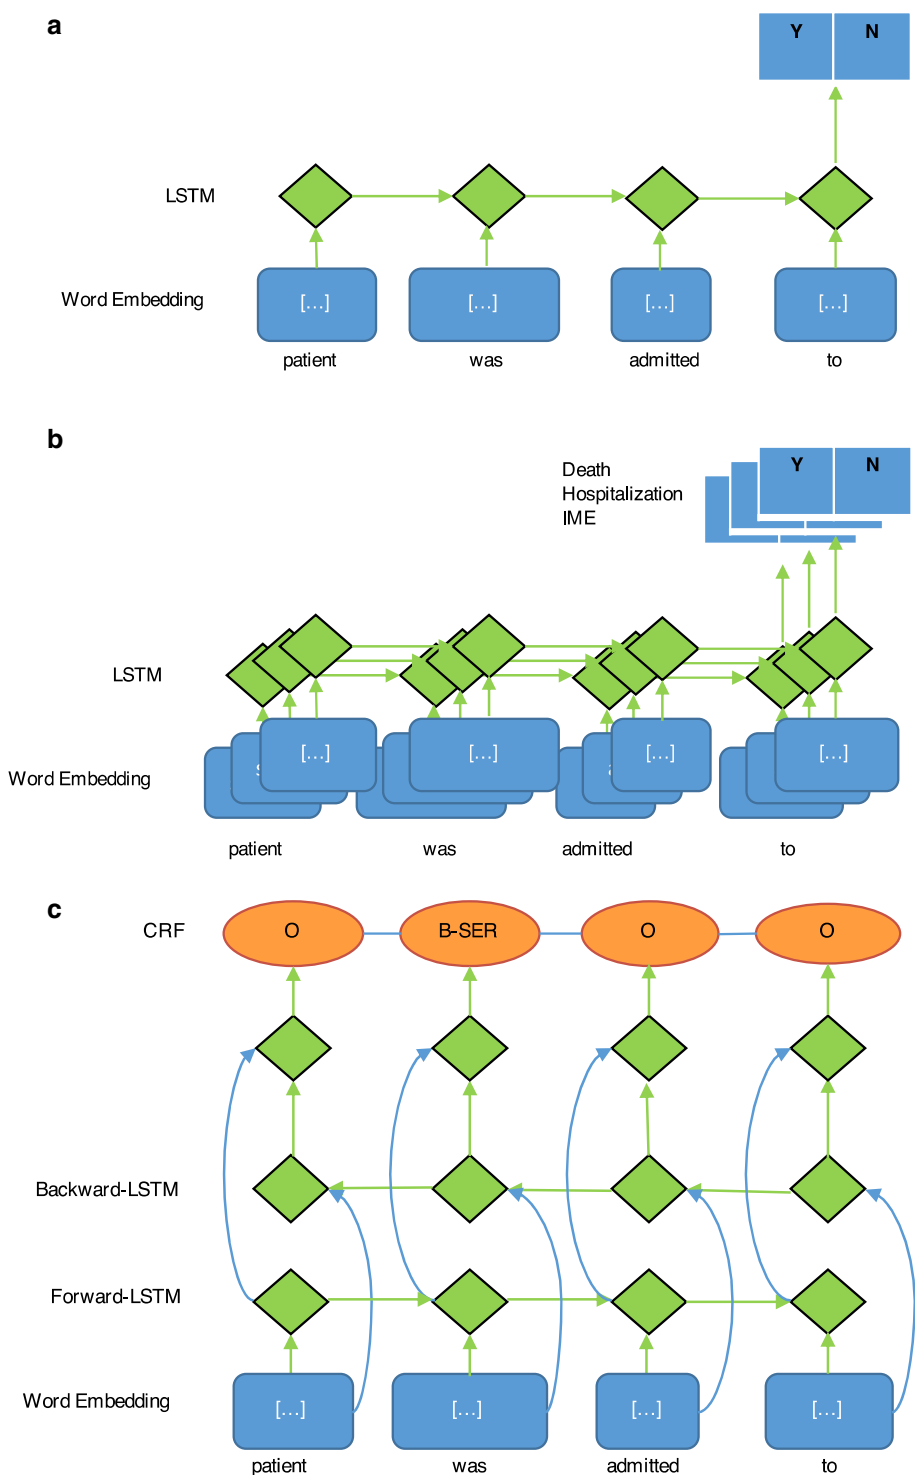 a
Y N
LSTM
Word Embedding
[...] [...] [...] [...]
patient was admitted to
b
Y N
Death
Hospitalization
IME
LSTM
[...] [...] [...] [...]
Word Embedding
patient was admitted to
c
CRF
O B-SER O O
Backward-LSTM
Forward-LSTM
Word Embedding
[...] [...] [...] [...]
patient was admitted to